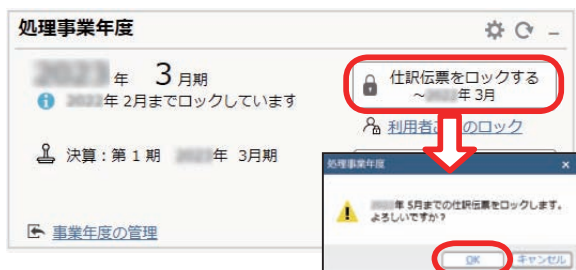 処理事業年度
年 3 月期
年 2月までロックしています
仕訳伝票をロックする
～ 年 3月
利用者 のロック
決算：第 1 期 年 3月期
事業年度の管理
処理事業年度 ×
年 5月までの仕訳伝票をロックします。
よろしいですか？
OK キャンセル